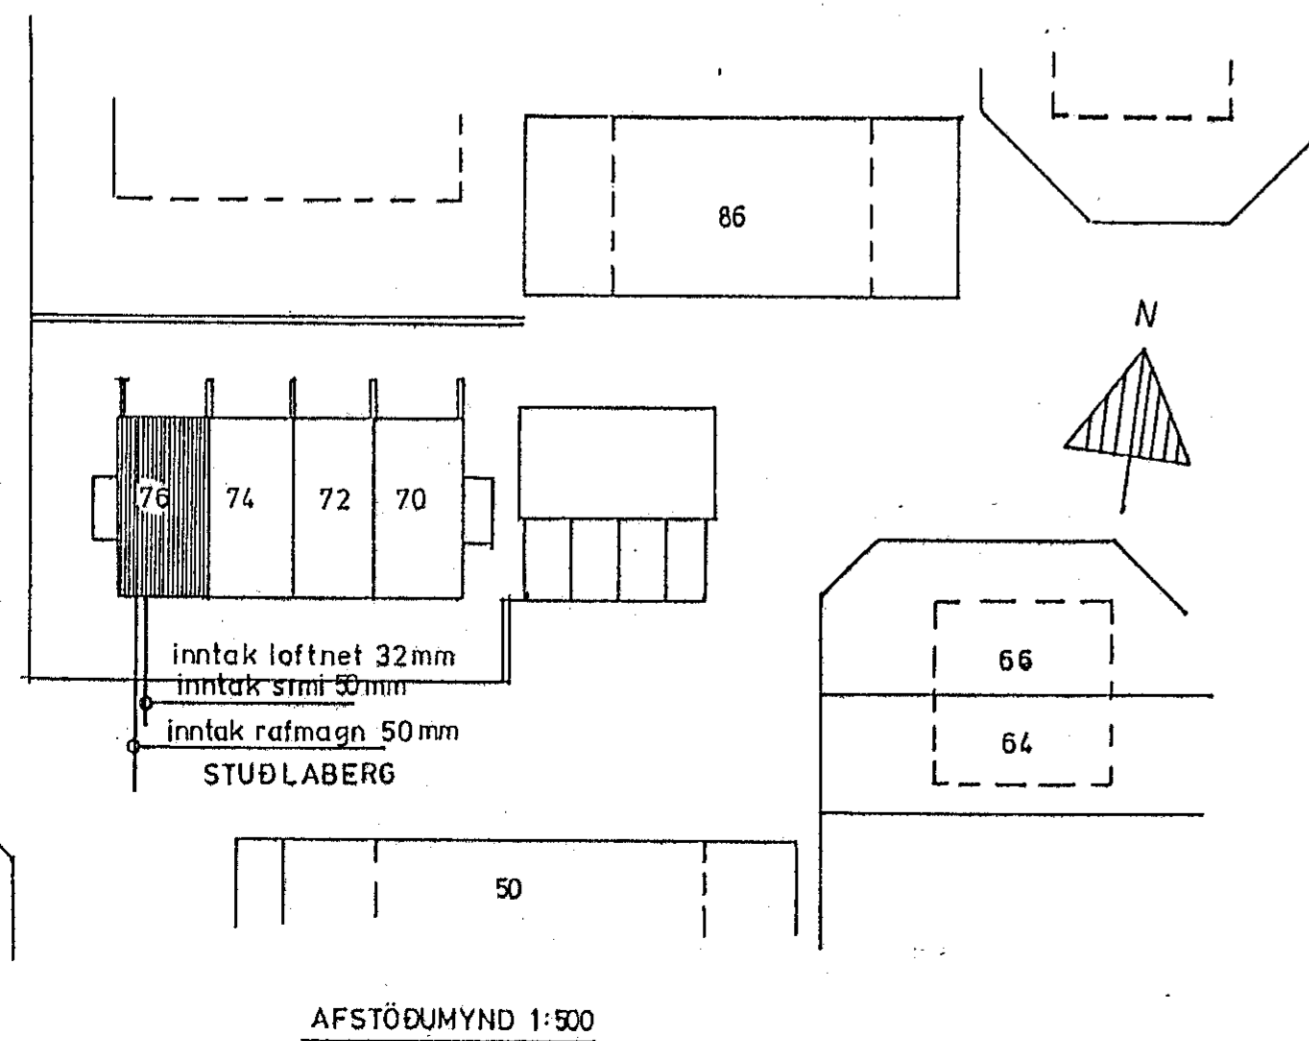 86
N
76 74 72 70
inntak loftnet 32mm
inntak sími 50mm
inntak rafmagn 50mm
STUÐLABERG
66
64
50
AFSTÖÐUMYND 1:500